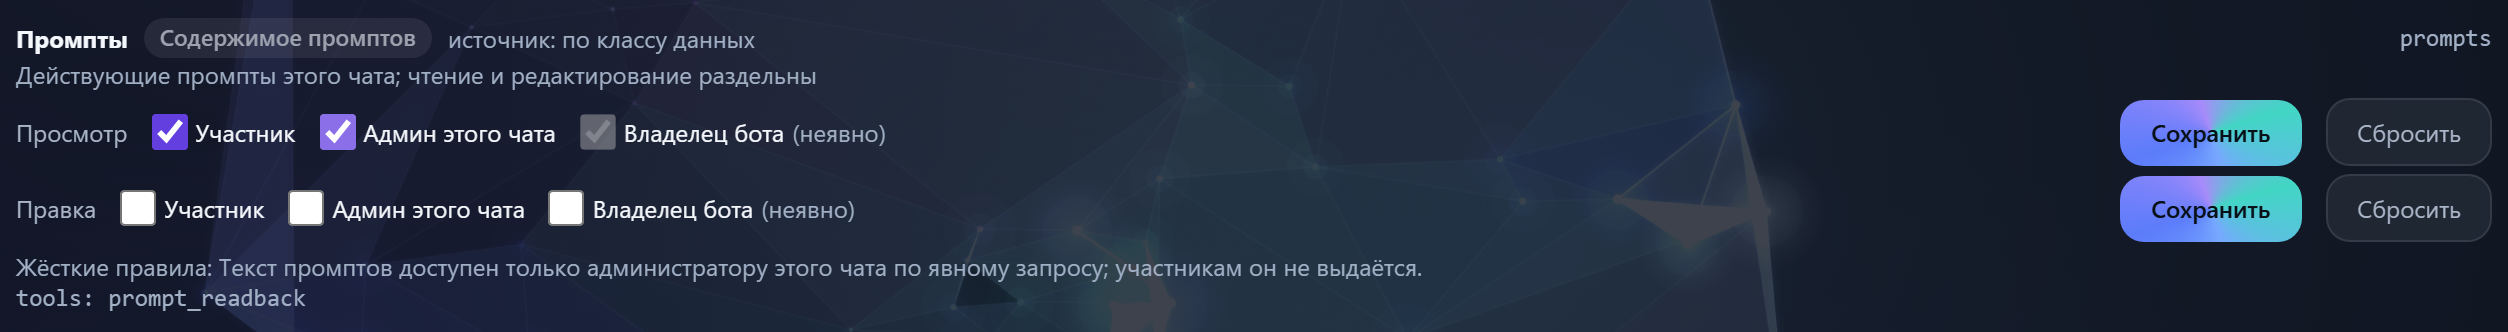 Промпты Содержимое промптов источник: по классу данных prompts
Действующие промпты этого чата; чтение и редактирование раздельны
Просмотр Участник Админ этого чата Владелец бота (неявно) Сохранить Сбросить
Правка Участник Админ этого чата Владелец бота (неявно) Сохранить Сбросить
Жёсткие правила: Текст промптов доступен только администратору этого чата по явному запросу; участникам он не выдаётся.
tools: prompt_readback